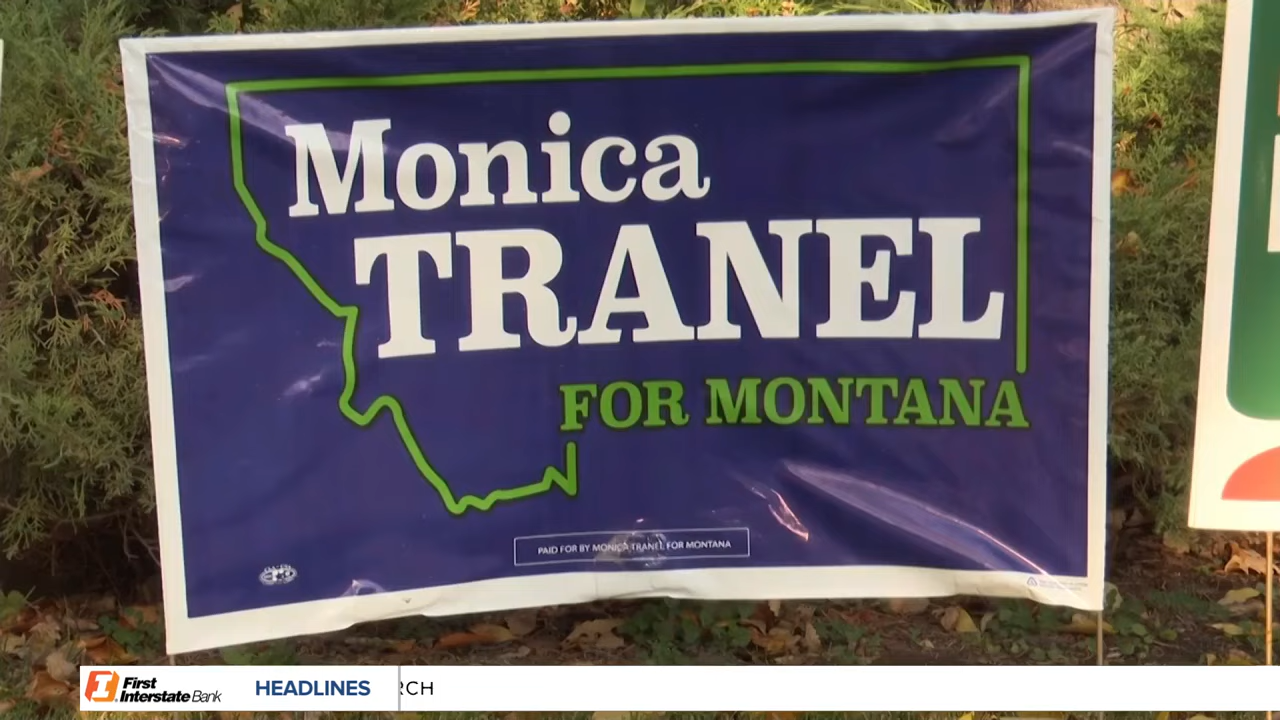 Monica
TRANEL
FOR MONTANA
PAID FOR BY MONICA TRANEL FOR MONTANA
First
Interstate Bank
HEADLINES
RCH